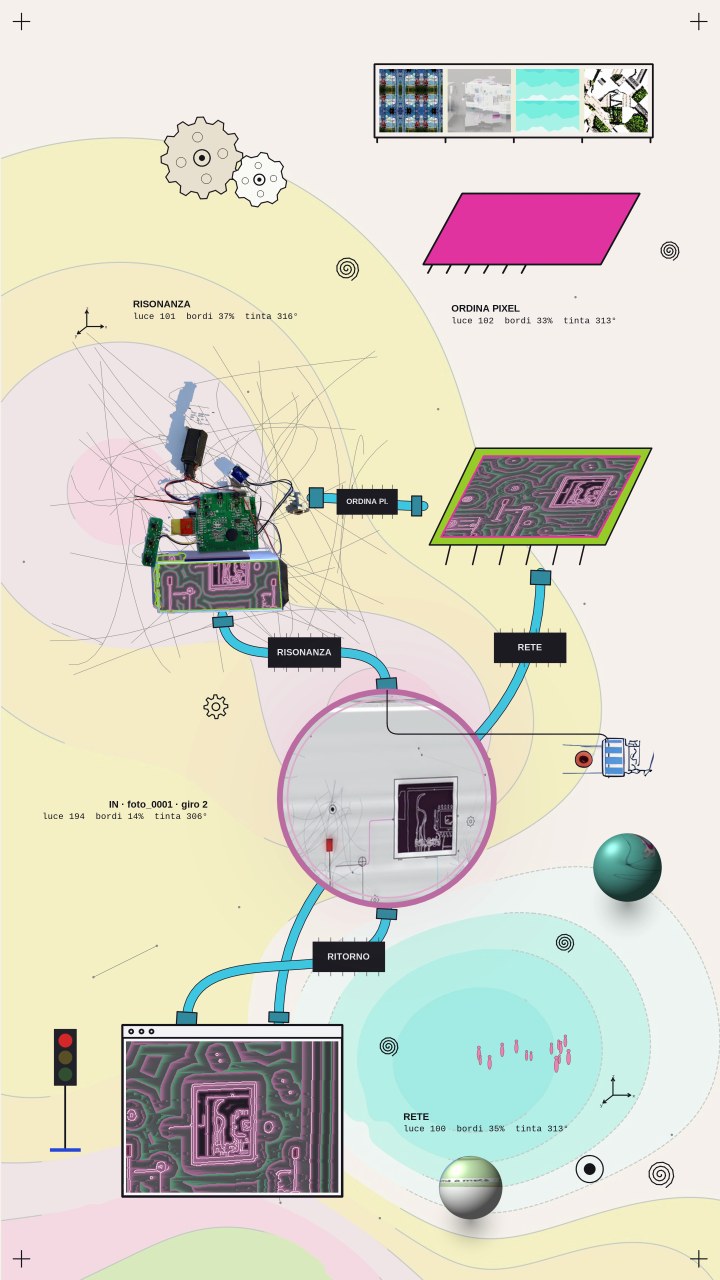 RISONANZA
luce 101 bordi 37% tinta 316°
ORDINA PIXEL
luce 102 bordi 33% tinta 313°
ORDINA PI.
RISONANZA
RETE
IN · foto_0001 · giro 2
luce 194 bordi 14% tinta 306°
RITORNO
RETE
luce 100 bordi 35% tinta 313°